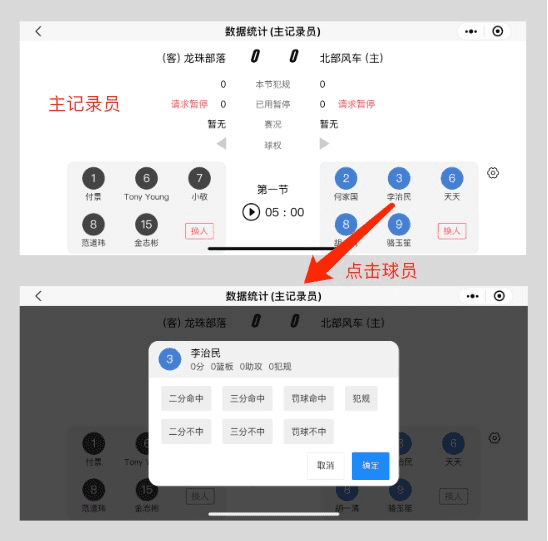 数据统计(主记录员)
(客) 龙珠部落 0 0 北部风车 (主)
0 本节犯规 0
主记录员
请求暂停 0 已用暂停 0 请求暂停
暂无 赛况 暂无
球权
1 6 7 第一节 2 3 6
付景 Tony Young 小敬 何家国 李治民 天天
05 : 00
8 15 换人 8 9 换人
范道玮 金志彬 骆玉笙
点击球员
数据统计(主记录员)
(客) 龙珠部落 0 0 北部风车 (主)
3 李治民
0分 0篮板 0助攻 0犯规
二分命中 三分命中 罚球命中 犯规
二分不中 三分不中 罚球不中
取消 确定
1 6 3 6
付景 Tony 民 天天
8 15 换人 8 9 换人
范道玮 金志彬 胡一涛 骆玉笙